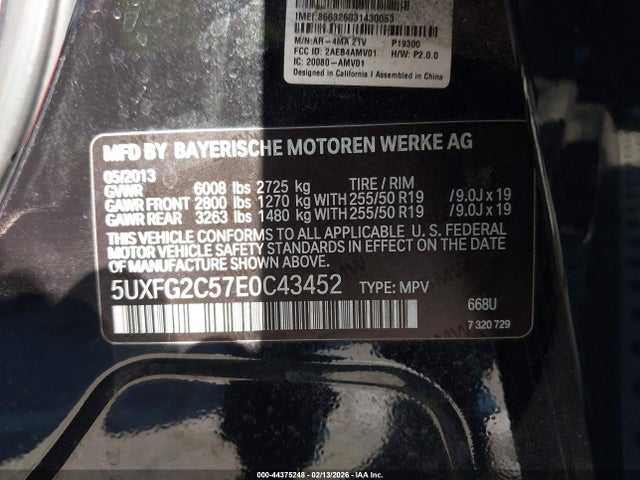 IMEI:866326031430053
M/N:AR-4MA 2TV P19300
FCC ID: 2AEB4AMV01 H/W: P2.0.0
IC: 20080-AMV01
Designed in California | Assembled in China
MFD BY BAYERISCHE MOTOREN WERKE AG
05/2013
GVWR 6008 lbs 2725 kg TIRE / RIM
GAWR FRONT 2800 lbs 1270 kg WITH 255/50 R19 / 9.0J x 19
GAWR REAR 3263 lbs 1480 kg WITH 255/50 R19 / 9.0J x 19
THIS VEHICLE CONFORMS TO ALL APPLICABLE U.S. FEDERAL
MOTOR VEHICLE SAFETY STANDARDS IN EFFECT ON THE DATE
OF MANUFACTURE SHOWN ABOVE.
5UXFG2C57E0C43452 TYPE: MPV
668U
7 320 729
000-44375248 - 02/13/2026 - IAA Inc.